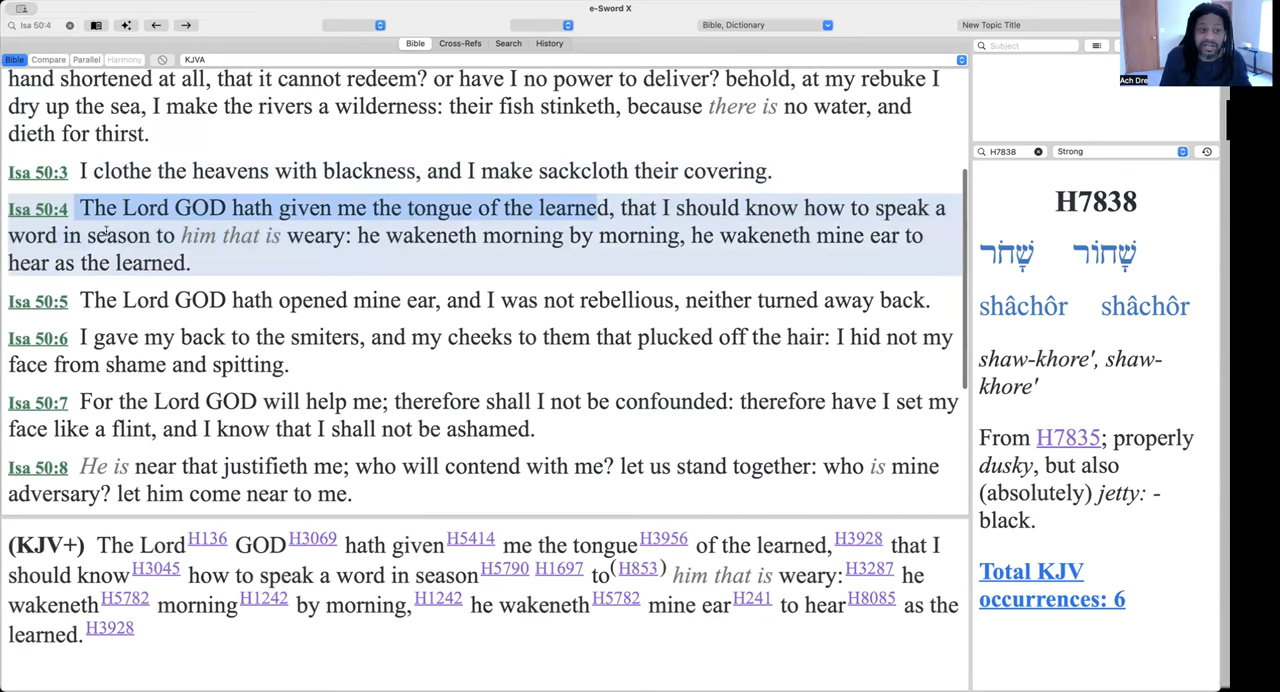 e-Sword X
Isa 50:4
Bible, Dictionary
New Topic Title
Bible Cross-Refs Search History
Subject
Bible Compare Parallel Harmony KJVA
Ach Dre
hand shortened at all, that it cannot redeem? or have I no power to deliver? behold, at my rebuke I
dry up the sea, I make the rivers a wilderness: their fish stinketh, because there is no water, and
dieth for thirst.
Isa 50:3 I clothe the heavens with blackness, and I make sackcloth their covering.
Isa 50:4 The Lord GOD hath given me the tongue of the learned, that I should know how to speak a
word in season to him that is weary: he wakeneth morning by morning, he wakeneth mine ear to
hear as the learned.
Isa 50:5 The Lord GOD hath opened mine ear, and I was not rebellious, neither turned away back.
Isa 50:6 I gave my back to the smiters, and my cheeks to them that plucked off the hair: I hid not my
face from shame and spitting.
Isa 50:7 For the Lord GOD will help me; therefore shall I not be confounded: therefore have I set my
face like a flint, and I know that I shall not be ashamed.
Isa 50:8 He is near that justifieth me; who will contend with me? let us stand together: who is mine
adversary? let him come near to me.
(KJV+) The Lord H136 GOD H3069 hath given H5414 me the tongue H3956 of the learned, H3928 that I
should know H3045 how to speak a word in season H5790 H1697 to (H853) him that is weary: H3287 he
wakeneth H5782 morning H1242 by morning, H1242 he wakeneth H5782 mine ear H241 to hear H8085 as the
learned. H3928
H7838 Strong
H7838
שָׁחֹר שָׁחוֹר
shâchôr shâchôr
shaw-khore', shaw-
khore'
From H7835; properly
dusky, but also
(absolutely) jetty: -
black.
Total KJV
occurrences: 6